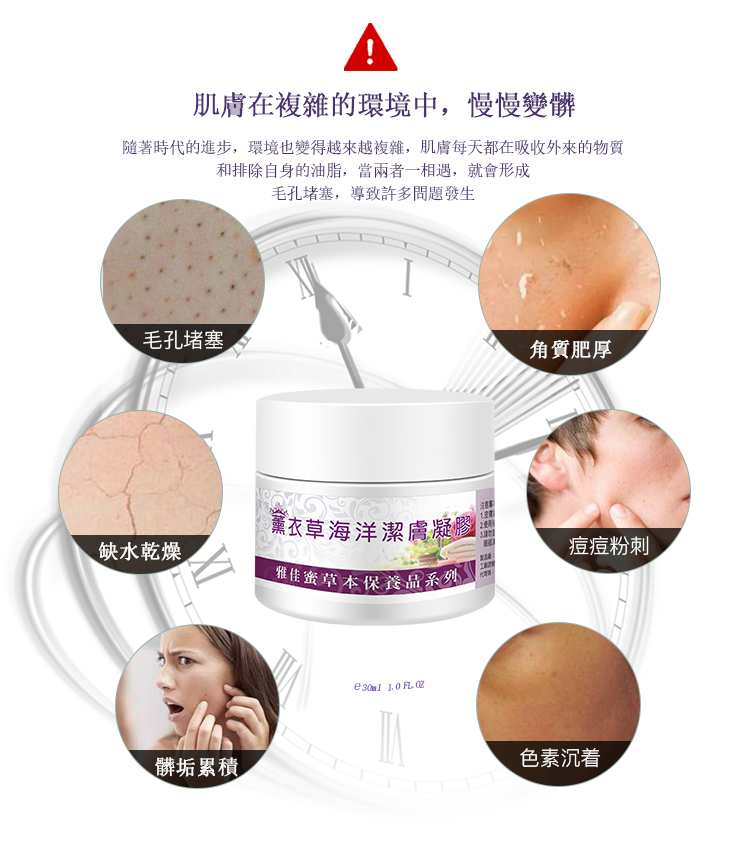 肌膚在複雜的環境中，慢慢變髒
隨著時代的進步，環境也變得越來越複雜，肌膚每天都在吸收外來的物質
和排除自身的油脂，當兩者一相遇，就會形成
毛孔堵塞，導致許多問題發生
毛孔堵塞
角質肥厚
缺水乾燥
痘痘粉刺
薰衣草海洋潔膚凝膠
雅佳蜜草本保養品系列
℮30ml 1.0 FL.OZ
髒垢累積
色素沉着